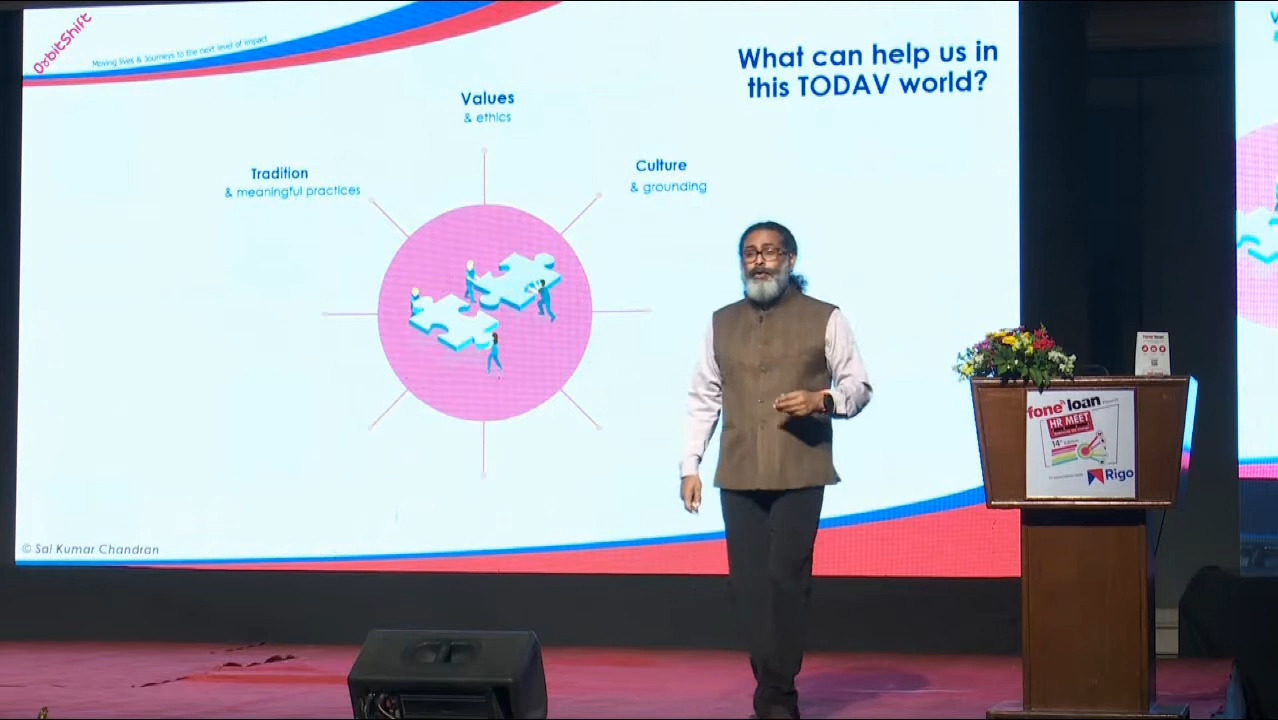 OrbitShift
Moving lives & Journeys to the next level of impact
What can help us in
this TODAV world?
Values
& ethics
Tradition
& meaningful practices
Culture
& grounding
© Sai Kumar Chandran
fone loan
HR MEET
14th Edition
Rigo